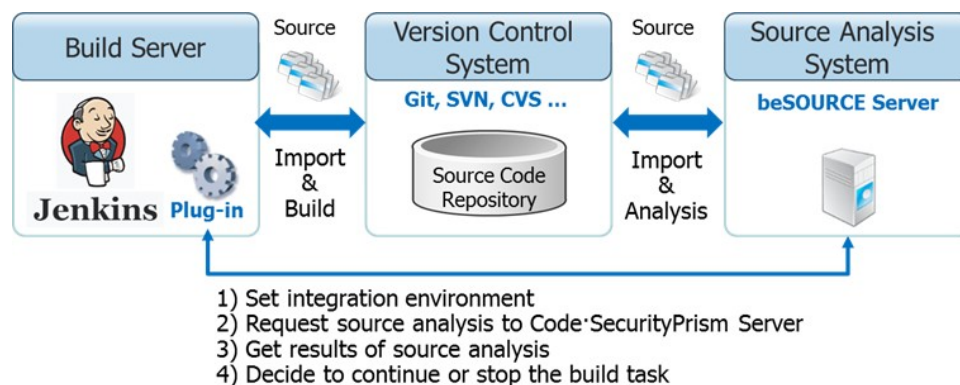 Build Server
Source
Version Control
System
Source
Source Analysis
System
Git, SVN, CVS ...
beSOURCE Server
Import
&
Build
Source Code
Repository
Import
&
Analysis
Jenkins
Plug-in
1) Set integration environment
2) Request source analysis to Code·SecurityPrism Server
3) Get results of source analysis
4) Decide to continue or stop the build task